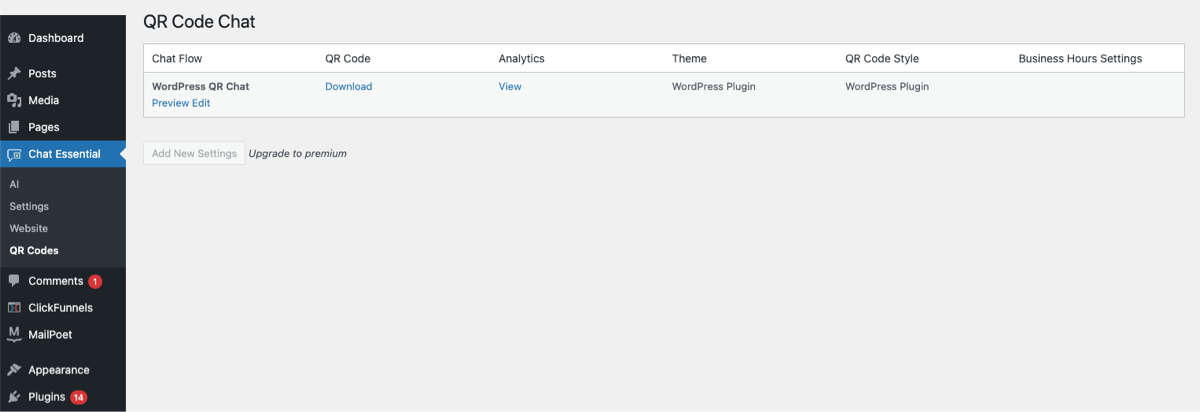 QR Code Chat
Dashboard
Posts
Media
Pages
Chat Essential
AI
Settings
Website
QR Codes
Comments 1
ClickFunnels
MailPoet
Appearance
Plugins 14
Chat Flow QR Code Analytics Theme QR Code Style Business Hours Settings
WordPress QR Chat Download View WordPress Plugin WordPress Plugin
Preview Edit
Add New Settings Upgrade to premium